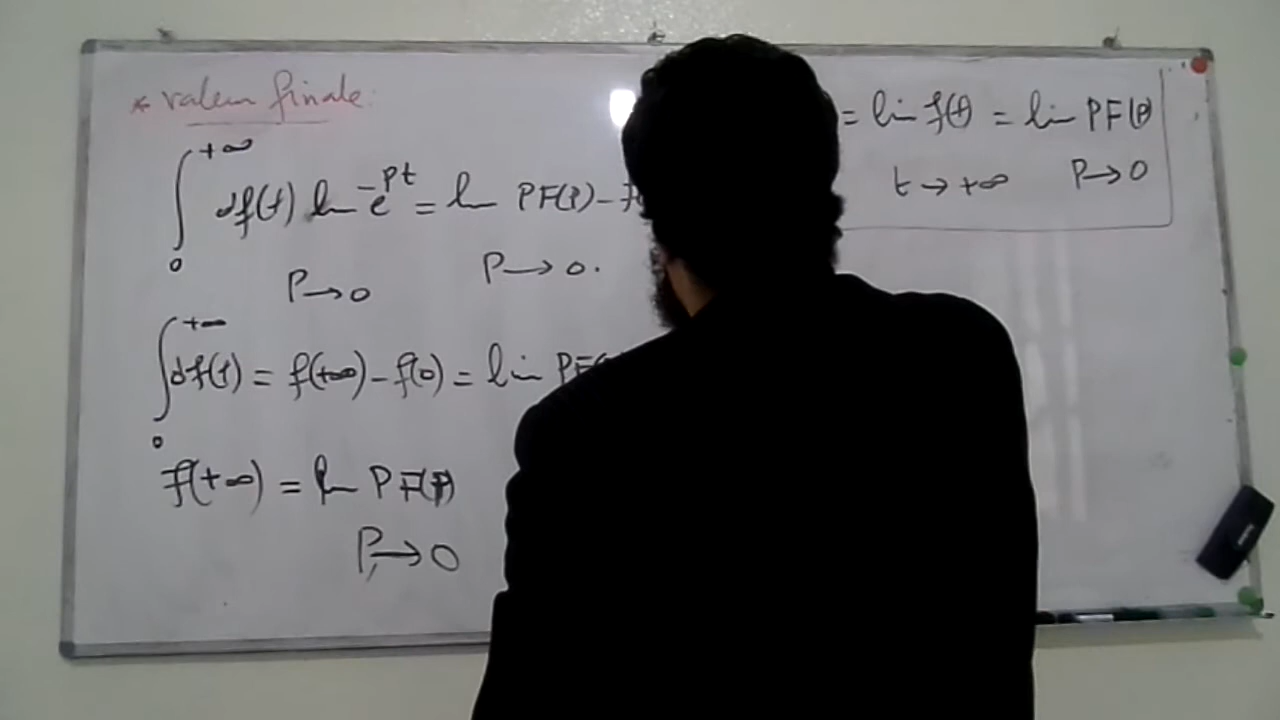 * valeur finale:
∫₀^{+∞} df(t) lim e^{-pt} = lim PF(P) - f
P→0 P→0.
∫₀^{+∞} df(t) = f(+∞) - f(0) = lim PF(
f(+∞) = lim PF(P)
P→0
= lim f(t) = lim PF(P)
t→+∞ P→0